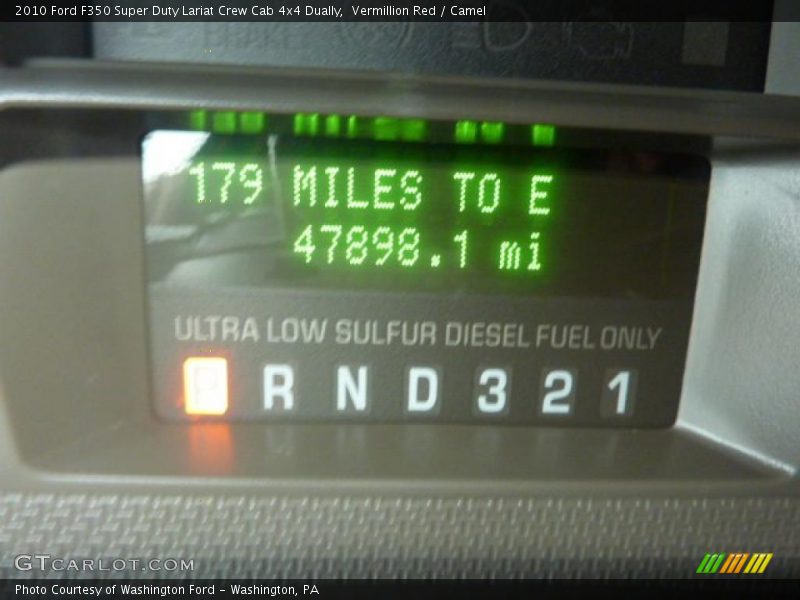 2010 Ford F350 Super Duty Lariat Crew Cab 4x4 Dually, Vermillion Red / Camel
179 MILES TO E
47898.1 mi
ULTRA LOW SULFUR DIESEL FUEL ONLY
P R N D 3 2 1
GTCARLOT.COM
Photo Courtesy of Washington Ford - Washington, PA